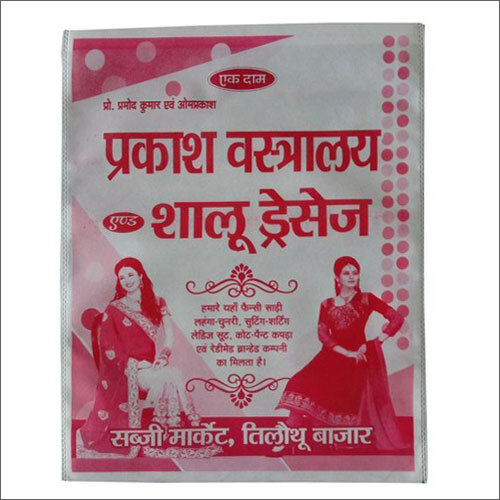 एक दाम
प्रो. प्रमोद कुमार एवं ओमप्रकाश
प्रकाश वस्त्रालय
एण्ड शालू ड्रेसेज
हमारे यहाँ फैन्सी साड़ी
लहंगा-चुनरी, सुटिंग-शर्टिंग
लेडिज सूट, कोट-पैन्ट कपड़ा
एवं रेडीमेड ब्रान्डेड कम्पनी
का मिलता है।
सब्जी मार्केट, तिलौथू बाजार